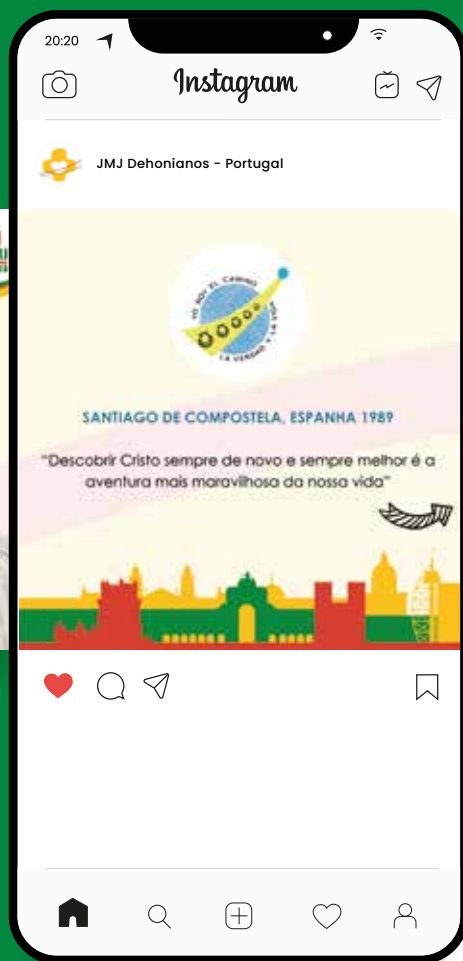 20:20
Instagram
JMJ Dehonianos - Portugal
YO SOY EL CAMINO
LA VERDAD Y LA VIDA
SANTIAGO DE COMPOSTELA, ESPANHA 1989
"Descobrir Cristo sempre de novo e sempre melhor é a
aventura mais maravilhosa da nossa vida"